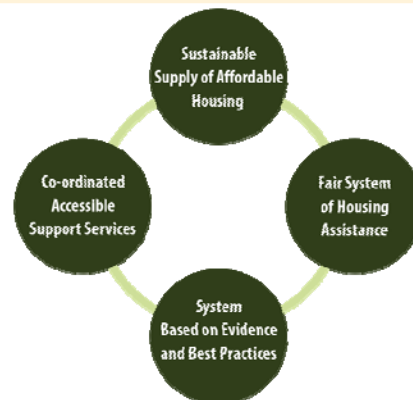 Sustainable
Supply of Affordable
Housing
Co-ordinated
Accessible
Support Services
Fair System
of Housing
Assistance
System
Based on Evidence
and Best Practices